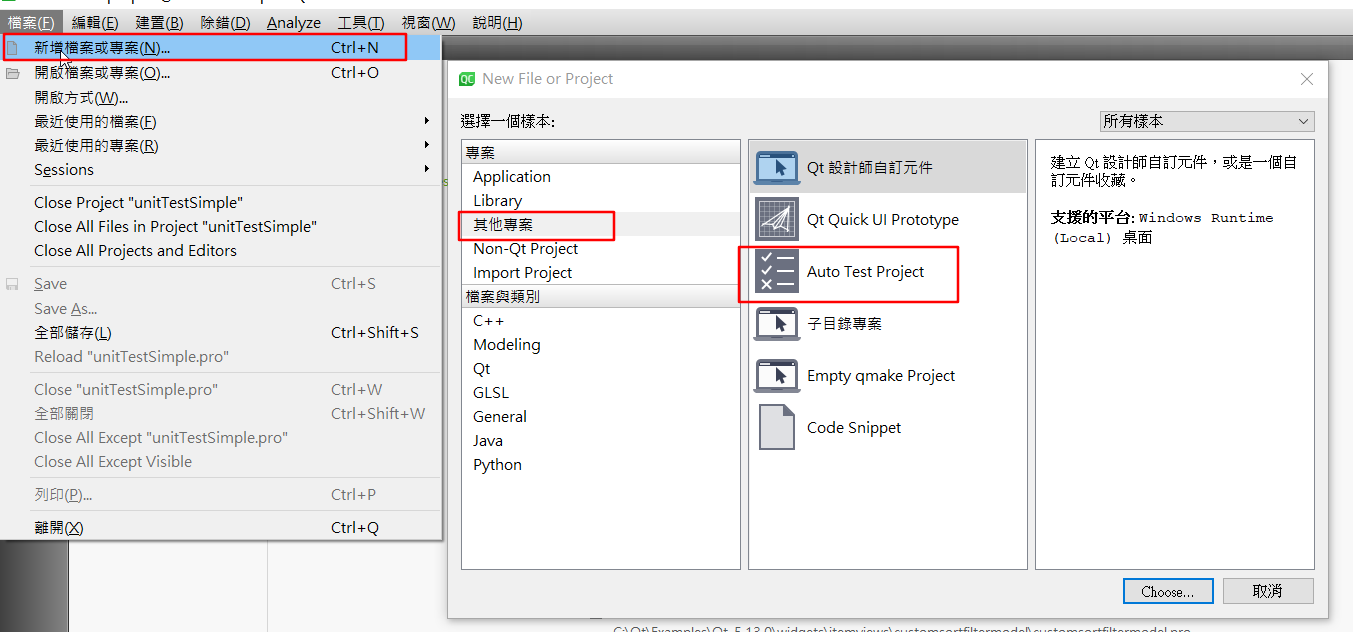 檔案(F) 編輯(E) 建置(B) 除錯(D) Analyze 工具(T) 視窗(W) 說明(H)
新增檔案或專案(N)... Ctrl+N
開啟檔案或專案(O)... Ctrl+O
開啟方式(W)...
最近使用的檔案(F)
最近使用的專案(R)
Sessions
Close Project "unitTestSimple"
Close All Files in Project "unitTestSimple"
Close All Projects and Editors
Save Ctrl+S
Save As...
全部儲存(L) Ctrl+Shift+S
Reload "unitTestSimple.pro"
Close "unitTestSimple.pro" Ctrl+W
全部關閉 Ctrl+Shift+W
Close All Except "unitTestSimple.pro"
Close All Except Visible
列印(P)... Ctrl+P
離開(X) Ctrl+Q
QC New File or Project
選擇一個樣本:
所有樣本
專案
Application
Library
其他專案
Non-Qt Project
Import Project
檔案與類別
C++
Modeling
Qt
GLSL
General
Java
Python
Qt 設計師自訂元件
Qt Quick UI Prototype
Auto Test Project
子目錄專案
Empty qmake Project
Code Snippet
建立 Qt 設計師自訂元件，或是一個自
訂元件收藏。
支援的平台: Windows Runtime
(Local) 桌面
Choose... 取消
C:\Qt\Examples\Qt-5.13.0\widgets\itemviews\customsortfiltermodel\customsortfiltermodel.pro